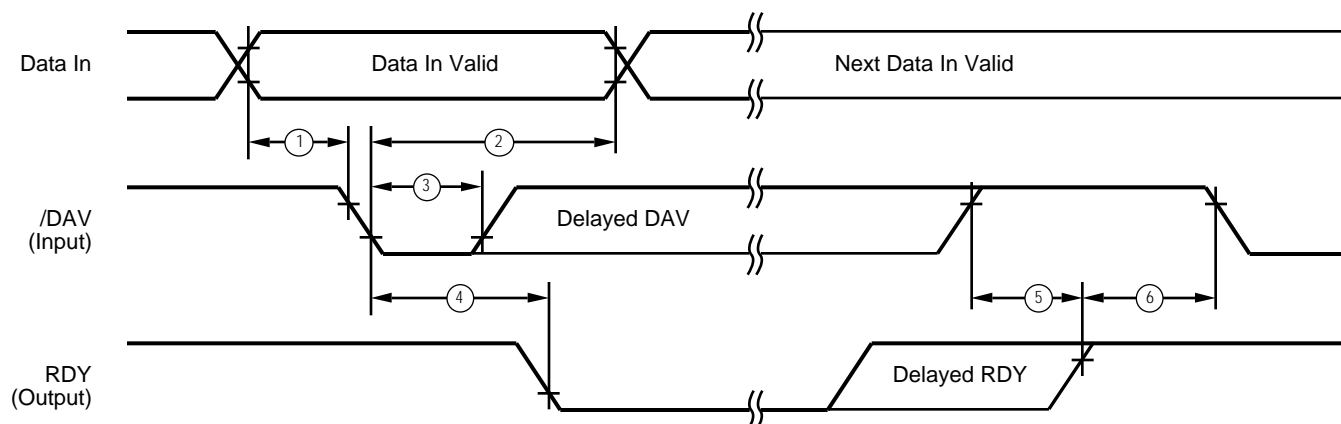 Data In
Data In Valid
Next Data In Valid
1
2
3
/DAV
(Input)
Delayed DAV
4
5
6
RDY
(Output)
Delayed RDY